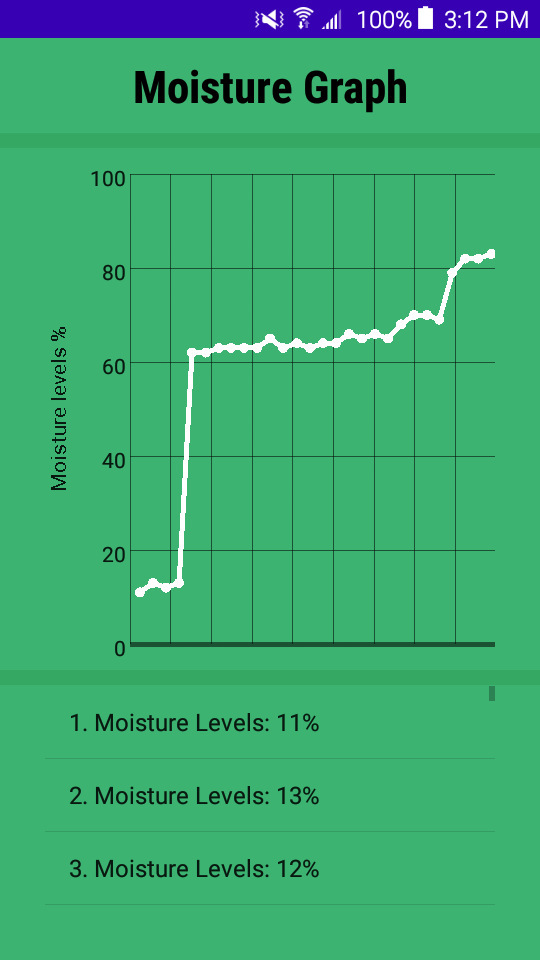 100% 3:12 PM
Moisture Graph
100
80
60
40
20
0
Moisture levels %
1. Moisture Levels: 11%
2. Moisture Levels: 13%
3. Moisture Levels: 12%